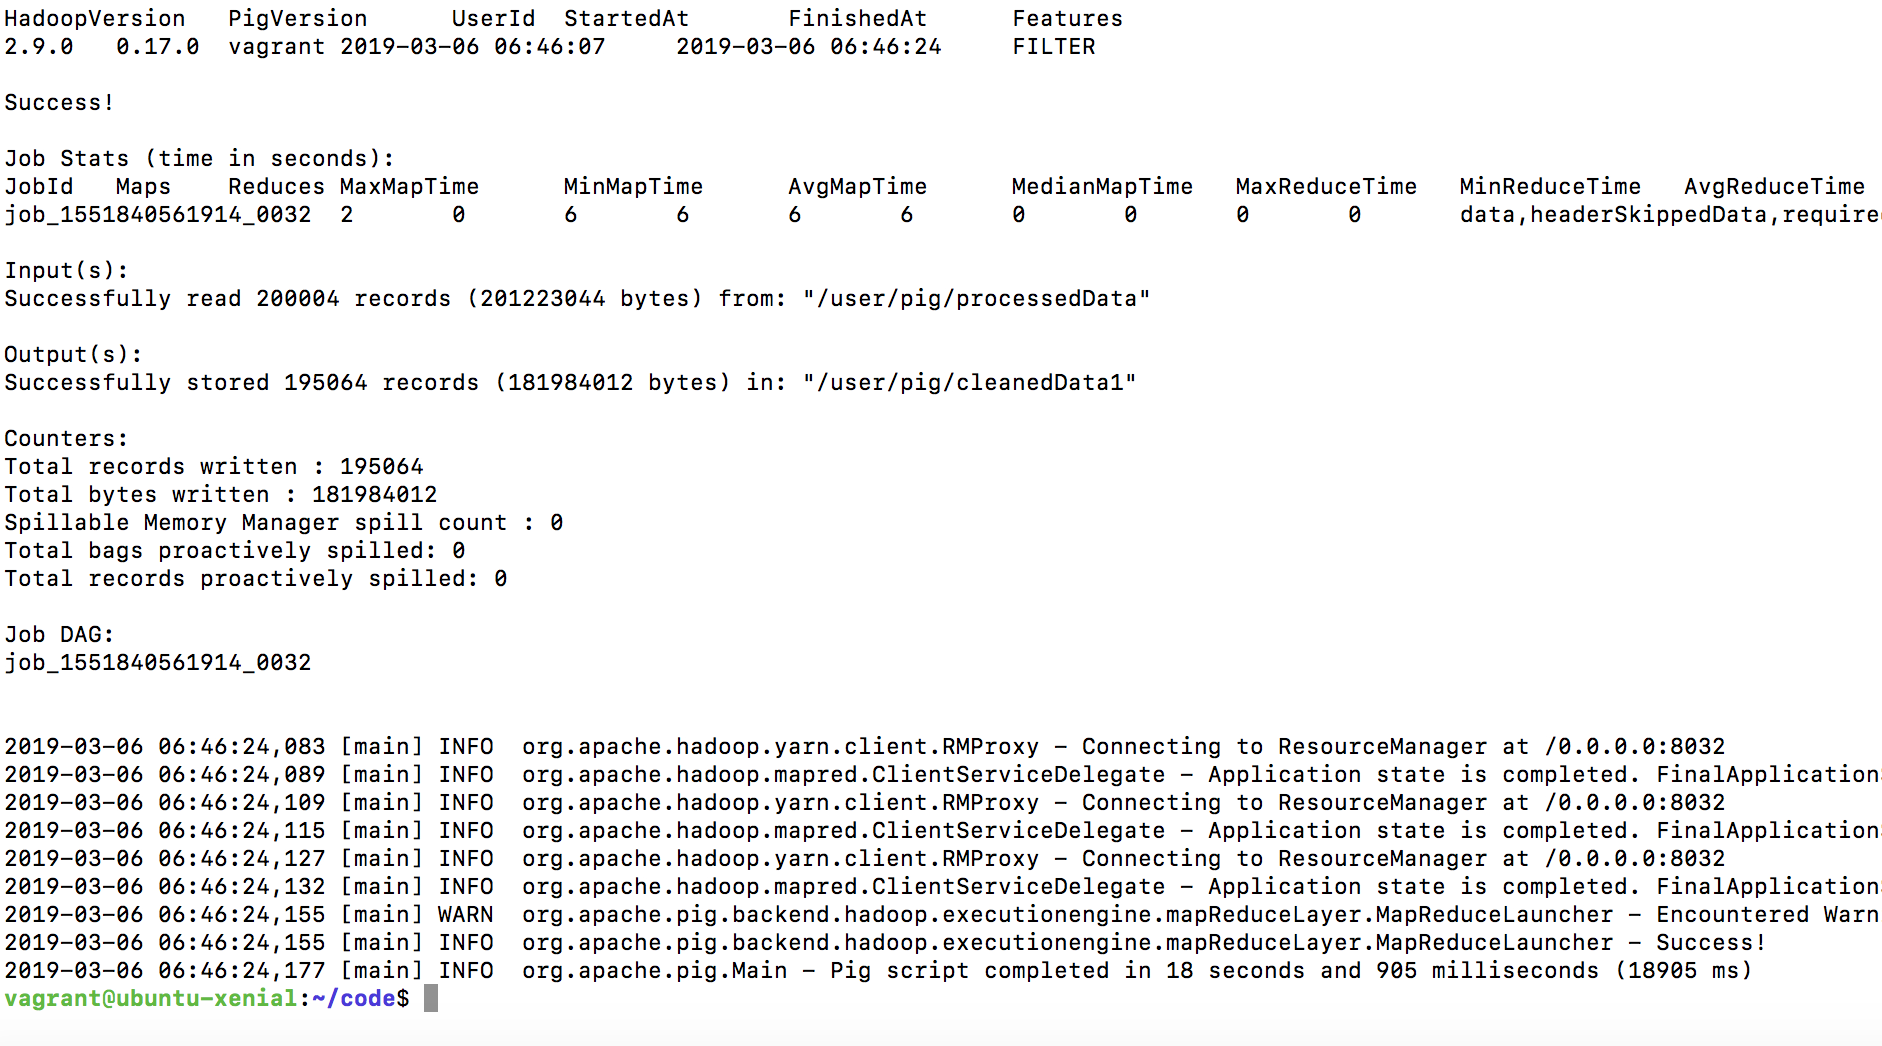 HadoopVersion PigVersion UserId StartedAt FinishedAt Features
2.9.0 0.17.0 vagrant 2019-03-06 06:46:07 2019-03-06 06:46:24 FILTER
Success!
Job Stats (time in seconds):
JobId Maps Reduces MaxMapTime MinMapTime AvgMapTime MedianMapTime MaxReduceTime MinReduceTime AvgReduceTime
job_1551840561914_0032 2 0 6 6 6 6 0 0 0 0 data,headerSkippedData,require
Input(s):
Successfully read 200004 records (201223044 bytes) from: "/user/pig/processedData"
Output(s):
Successfully stored 195064 records (181984012 bytes) in: "/user/pig/cleanedData1"
Counters:
Total records written : 195064
Total bytes written : 181984012
Spillable Memory Manager spill count : 0
Total bags proactively spilled: 0
Total records proactively spilled: 0
Job DAG:
job_1551840561914_0032
2019-03-06 06:46:24,083 [main] INFO org.apache.hadoop.yarn.client.RMProxy - Connecting to ResourceManager at /0.0.0.0:8032
2019-03-06 06:46:24,089 [main] INFO org.apache.hadoop.mapred.ClientServiceDelegate - Application state is completed. FinalApplication
2019-03-06 06:46:24,109 [main] INFO org.apache.hadoop.yarn.client.RMProxy - Connecting to ResourceManager at /0.0.0.0:8032
2019-03-06 06:46:24,115 [main] INFO org.apache.hadoop.mapred.ClientServiceDelegate - Application state is completed. FinalApplication
2019-03-06 06:46:24,127 [main] INFO org.apache.hadoop.yarn.client.RMProxy - Connecting to ResourceManager at /0.0.0.0:8032
2019-03-06 06:46:24,132 [main] INFO org.apache.hadoop.mapred.ClientServiceDelegate - Application state is completed. FinalApplication
2019-03-06 06:46:24,155 [main] WARN org.apache.pig.backend.hadoop.executionengine.mapReduceLayer.MapReduceLauncher - Encountered Warn
2019-03-06 06:46:24,155 [main] INFO org.apache.pig.backend.hadoop.executionengine.mapReduceLayer.MapReduceLauncher - Success!
2019-03-06 06:46:24,177 [main] INFO org.apache.pig.Main - Pig script completed in 18 seconds and 905 milliseconds (18905 ms)
vagrant@ubuntu-xenial:~/code$